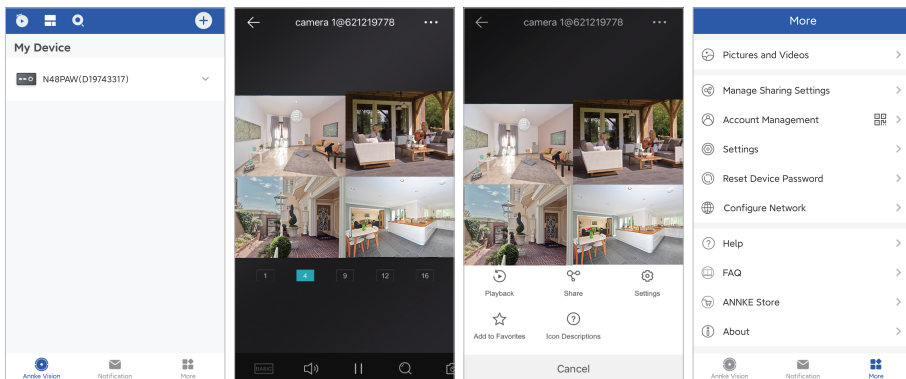 My Device
N48PAW(D19743317)
Annke Vision
Notification
More
camera 1@621219778
1 4 9 12 16
BASIC
camera 1@621219778
Playback
Share
Settings
Add to Favorites
Icon Descriptions
Cancel
More
Pictures and Videos
Manage Sharing Settings
Account Management
Settings
Reset Device Password
Configure Network
Help
FAQ
ANNKE Store
About
Annke Vision
Notification
More